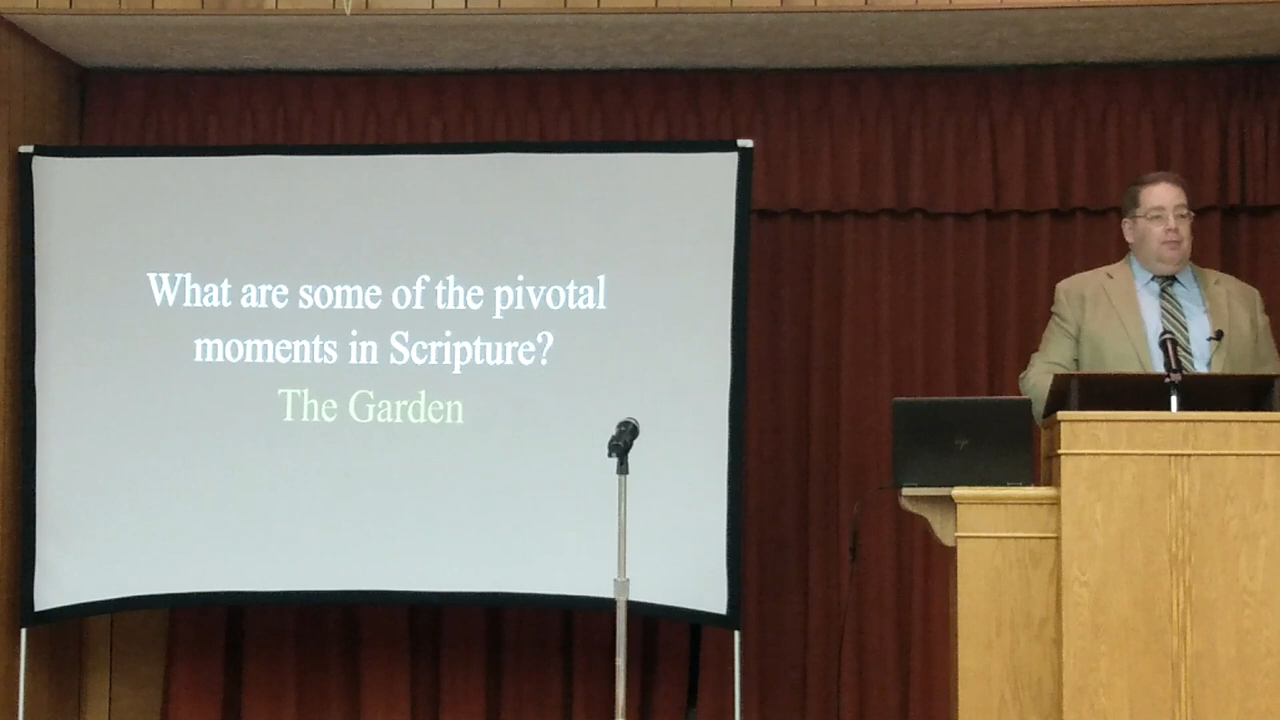 What are some of the pivotal
moments in Scripture?
The Garden